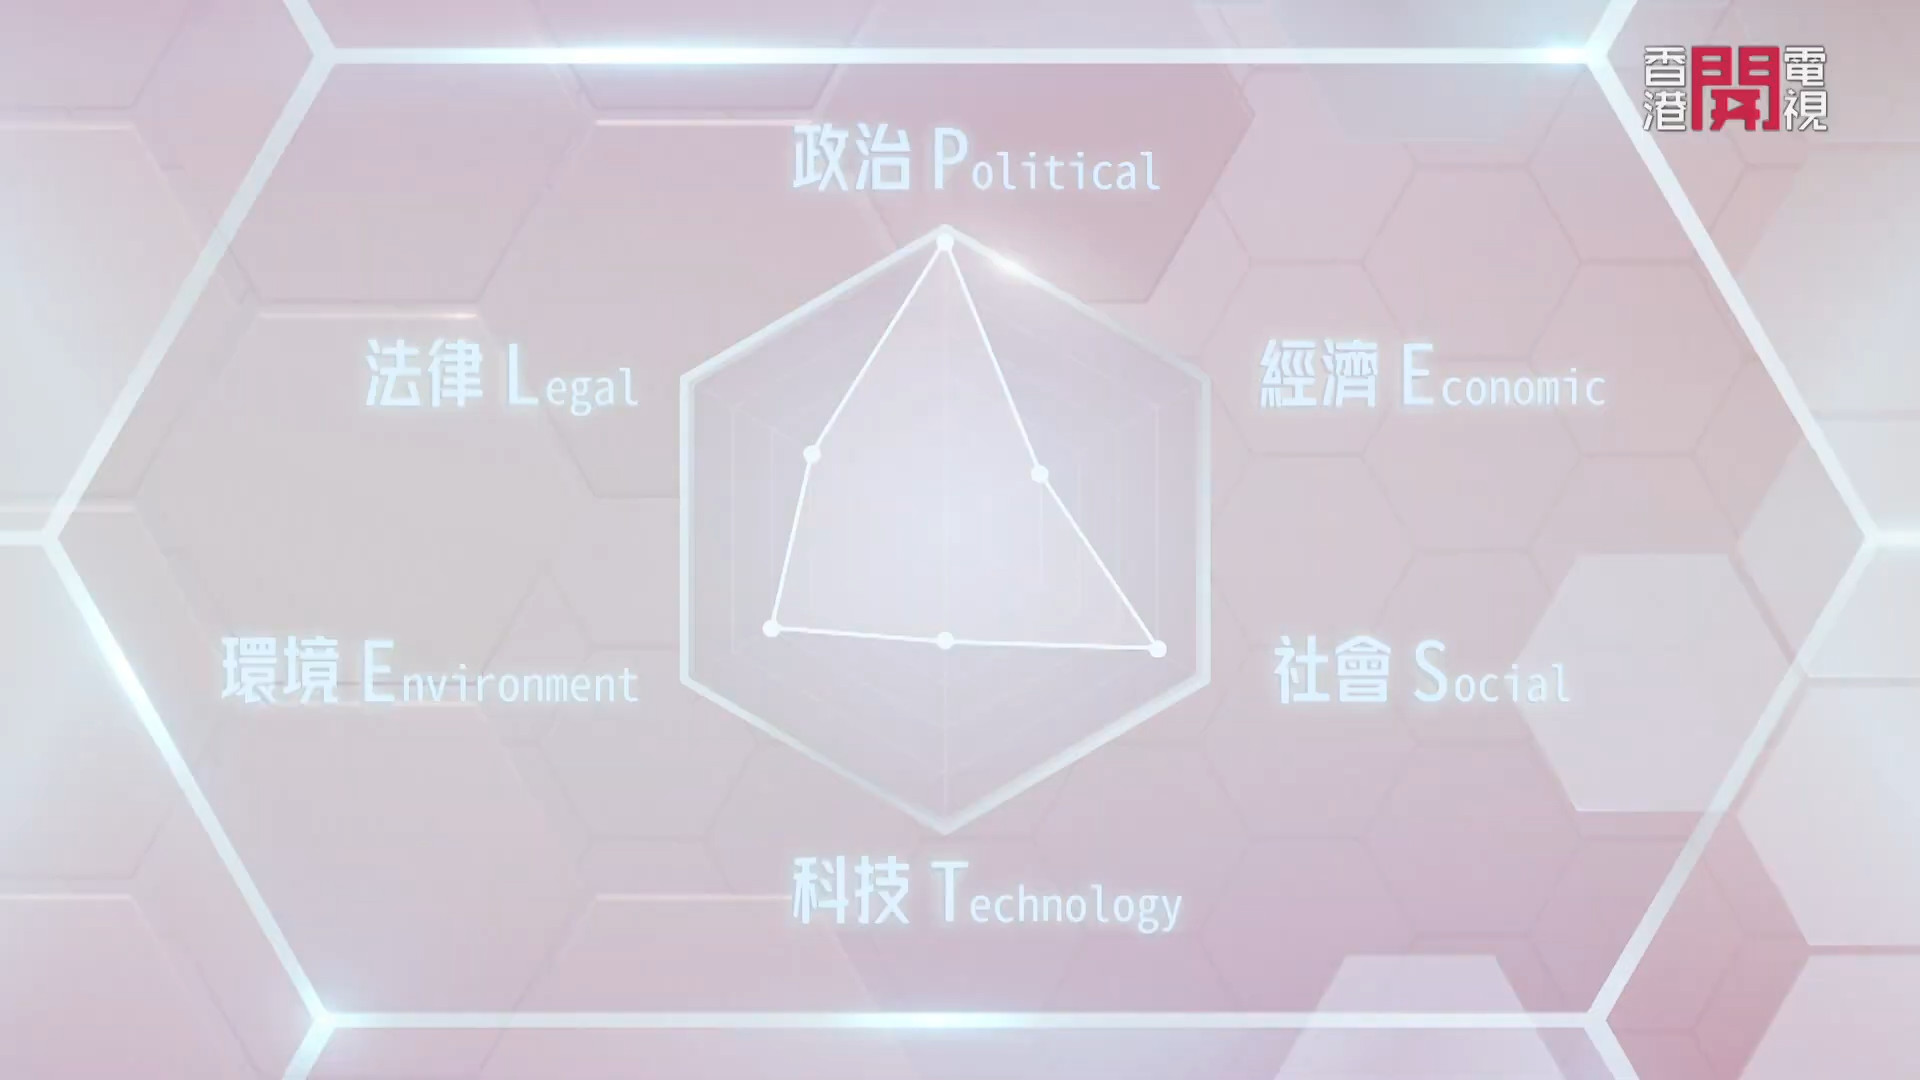 香港開電視
政治 Political
法律 Legal
經濟 Economic
環境 Environment
社會 Social
科技 Technology